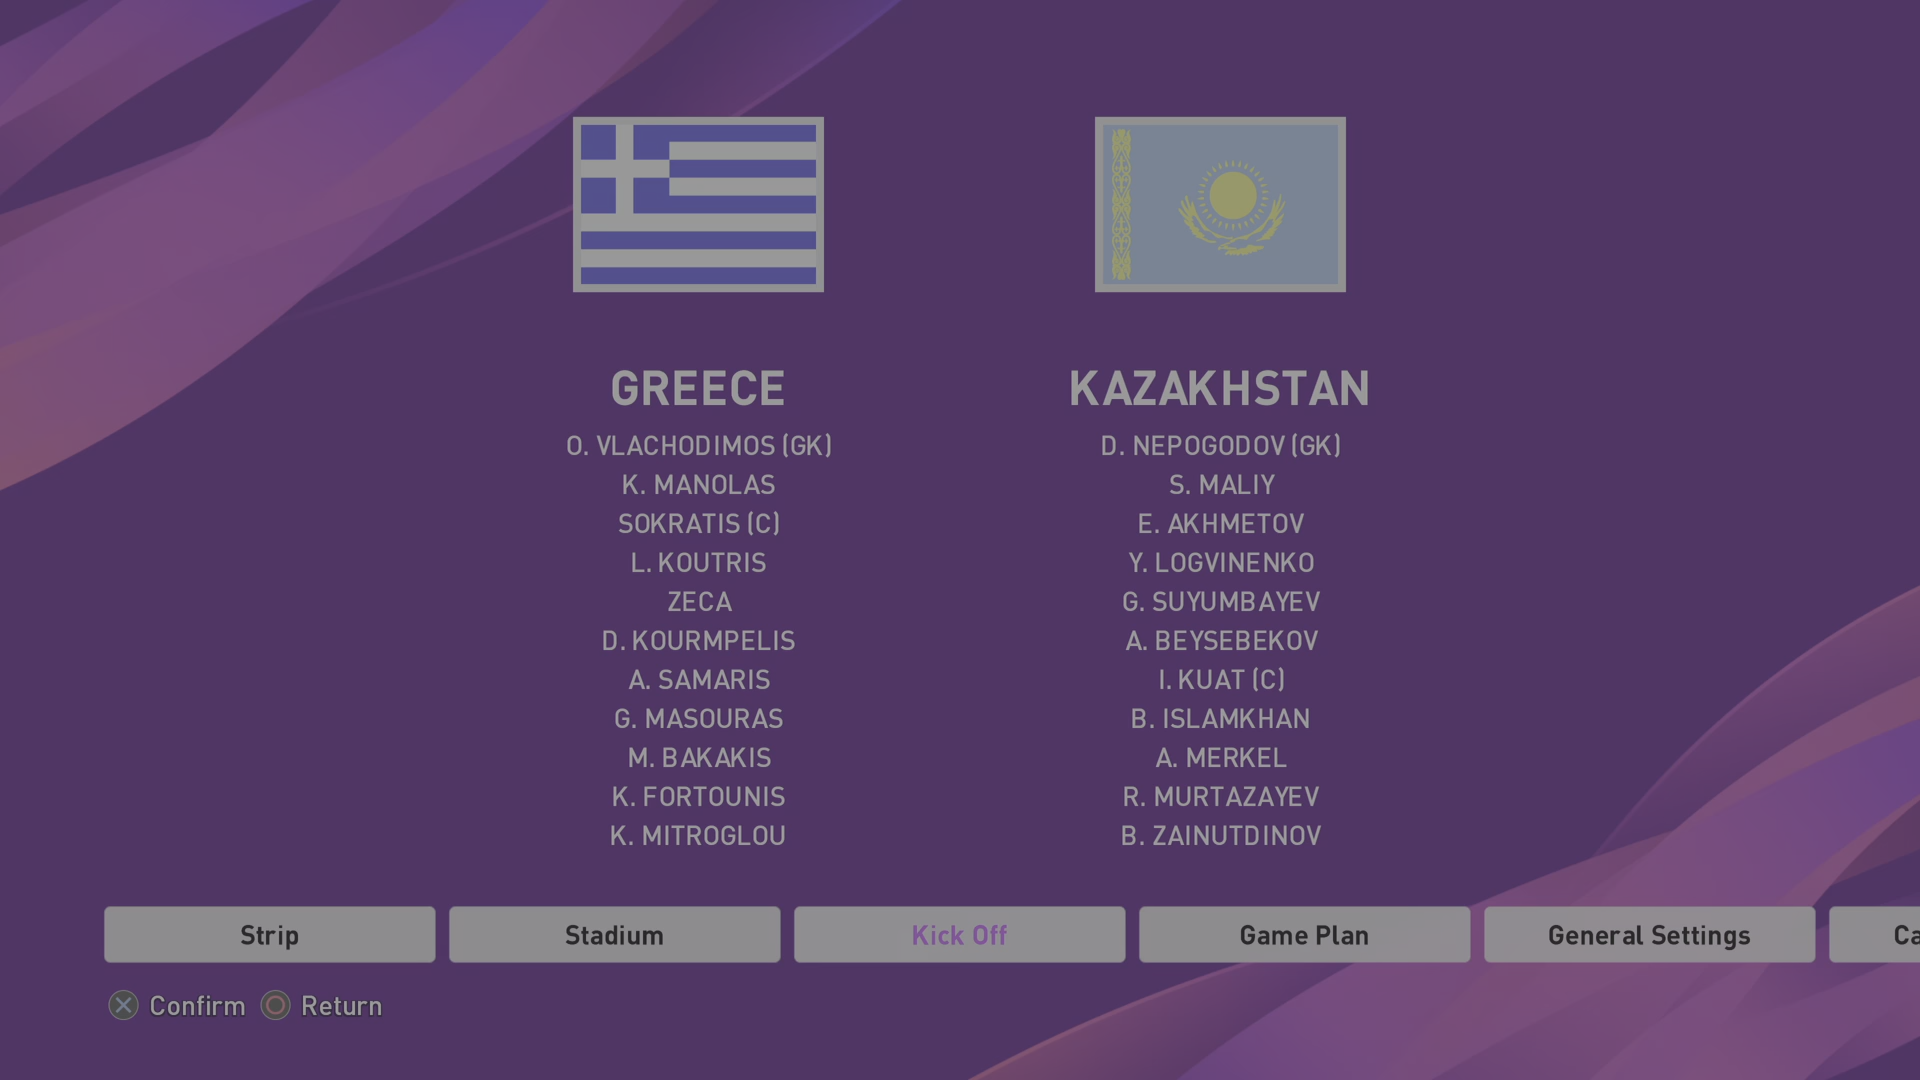 GREECE
O. VLACHODIMOS (GK)
K. MANOLAS
SOKRATIS (C)
L. KOUTRIS
ZECA
D. KOURMPELIS
A. SAMARIS
G. MASOURAS
M. BAKAKIS
K. FORTOUNIS
K. MITROGLOU
KAZAKHSTAN
D. NEPOGODOV (GK)
S. MALIY
E. AKHMETOV
Y. LOGVINENKO
G. SUYUMBAYEV
A. BEYSEBEKOV
I. KUAT (C)
B. ISLAMKHAN
A. MERKEL
R. MURTAZAYEV
B. ZAINUTDINOV
Strip
Stadium
Kick Off
Game Plan
General Settings
Confirm
Return